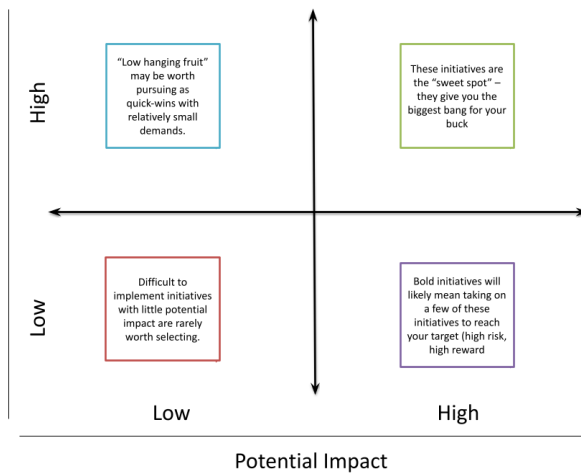 High
“Low hanging fruit”
may be worth
pursuing as
quick-wins with
relatively small
demands.
These initiatives are
the “sweet spot” –
they give you the
biggest bang for your
buck
Low
Difficult to
implement initiatives
with little potential
impact are rarely
worth selecting.
Bold initiatives will
likely mean taking on
a few of these
initiatives to reach
your target (high risk,
high reward
Low
High
Potential Impact